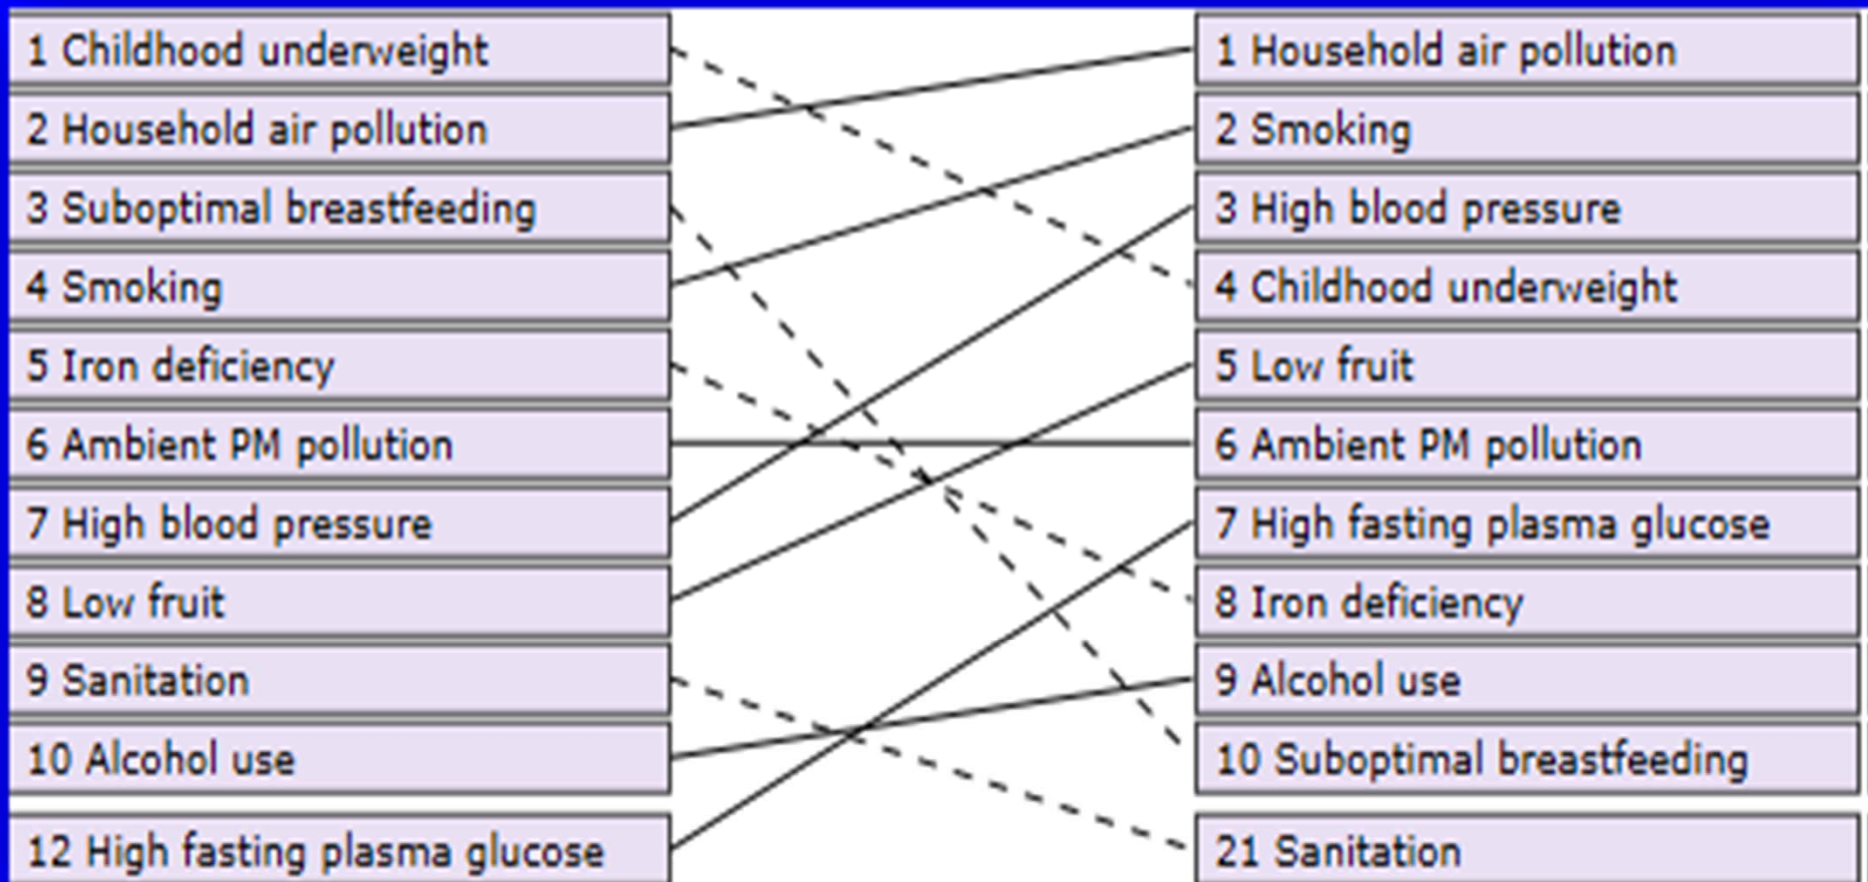 1 Childhood underweight
2 Household air pollution
3 Suboptimal breastfeeding
4 Smoking
5 Iron deficiency
6 Ambient PM pollution
7 High blood pressure
8 Low fruit
9 Sanitation
10 Alcohol use
12 High fasting plasma glucose
1 Household air pollution
2 Smoking
3 High blood pressure
4 Childhood underweight
5 Low fruit
6 Ambient PM pollution
7 High fasting plasma glucose
8 Iron deficiency
9 Alcohol use
10 Suboptimal breastfeeding
21 Sanitation